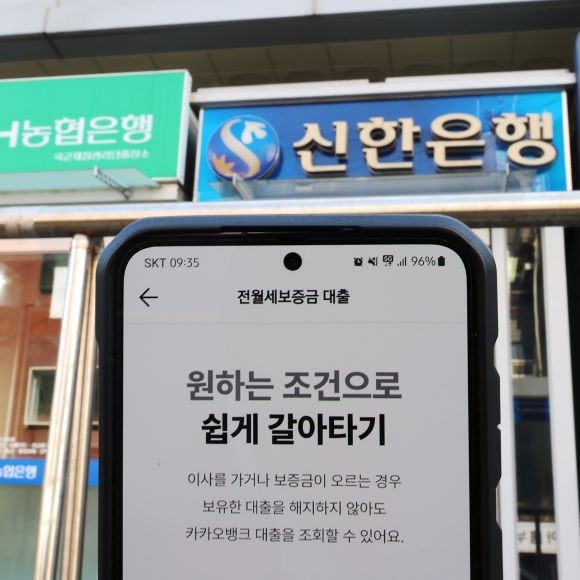 H농협은행
신한은행
SKT 09:35
5G 96%
전월세보증금 대출
원하는 조건으로
쉽게 갈아타기
이사를 가거나 보증금이 오르는 경우
보유한 대출을 해지하지 않아도
카카오뱅크 대출을 조회할 수 있어요.
협은행